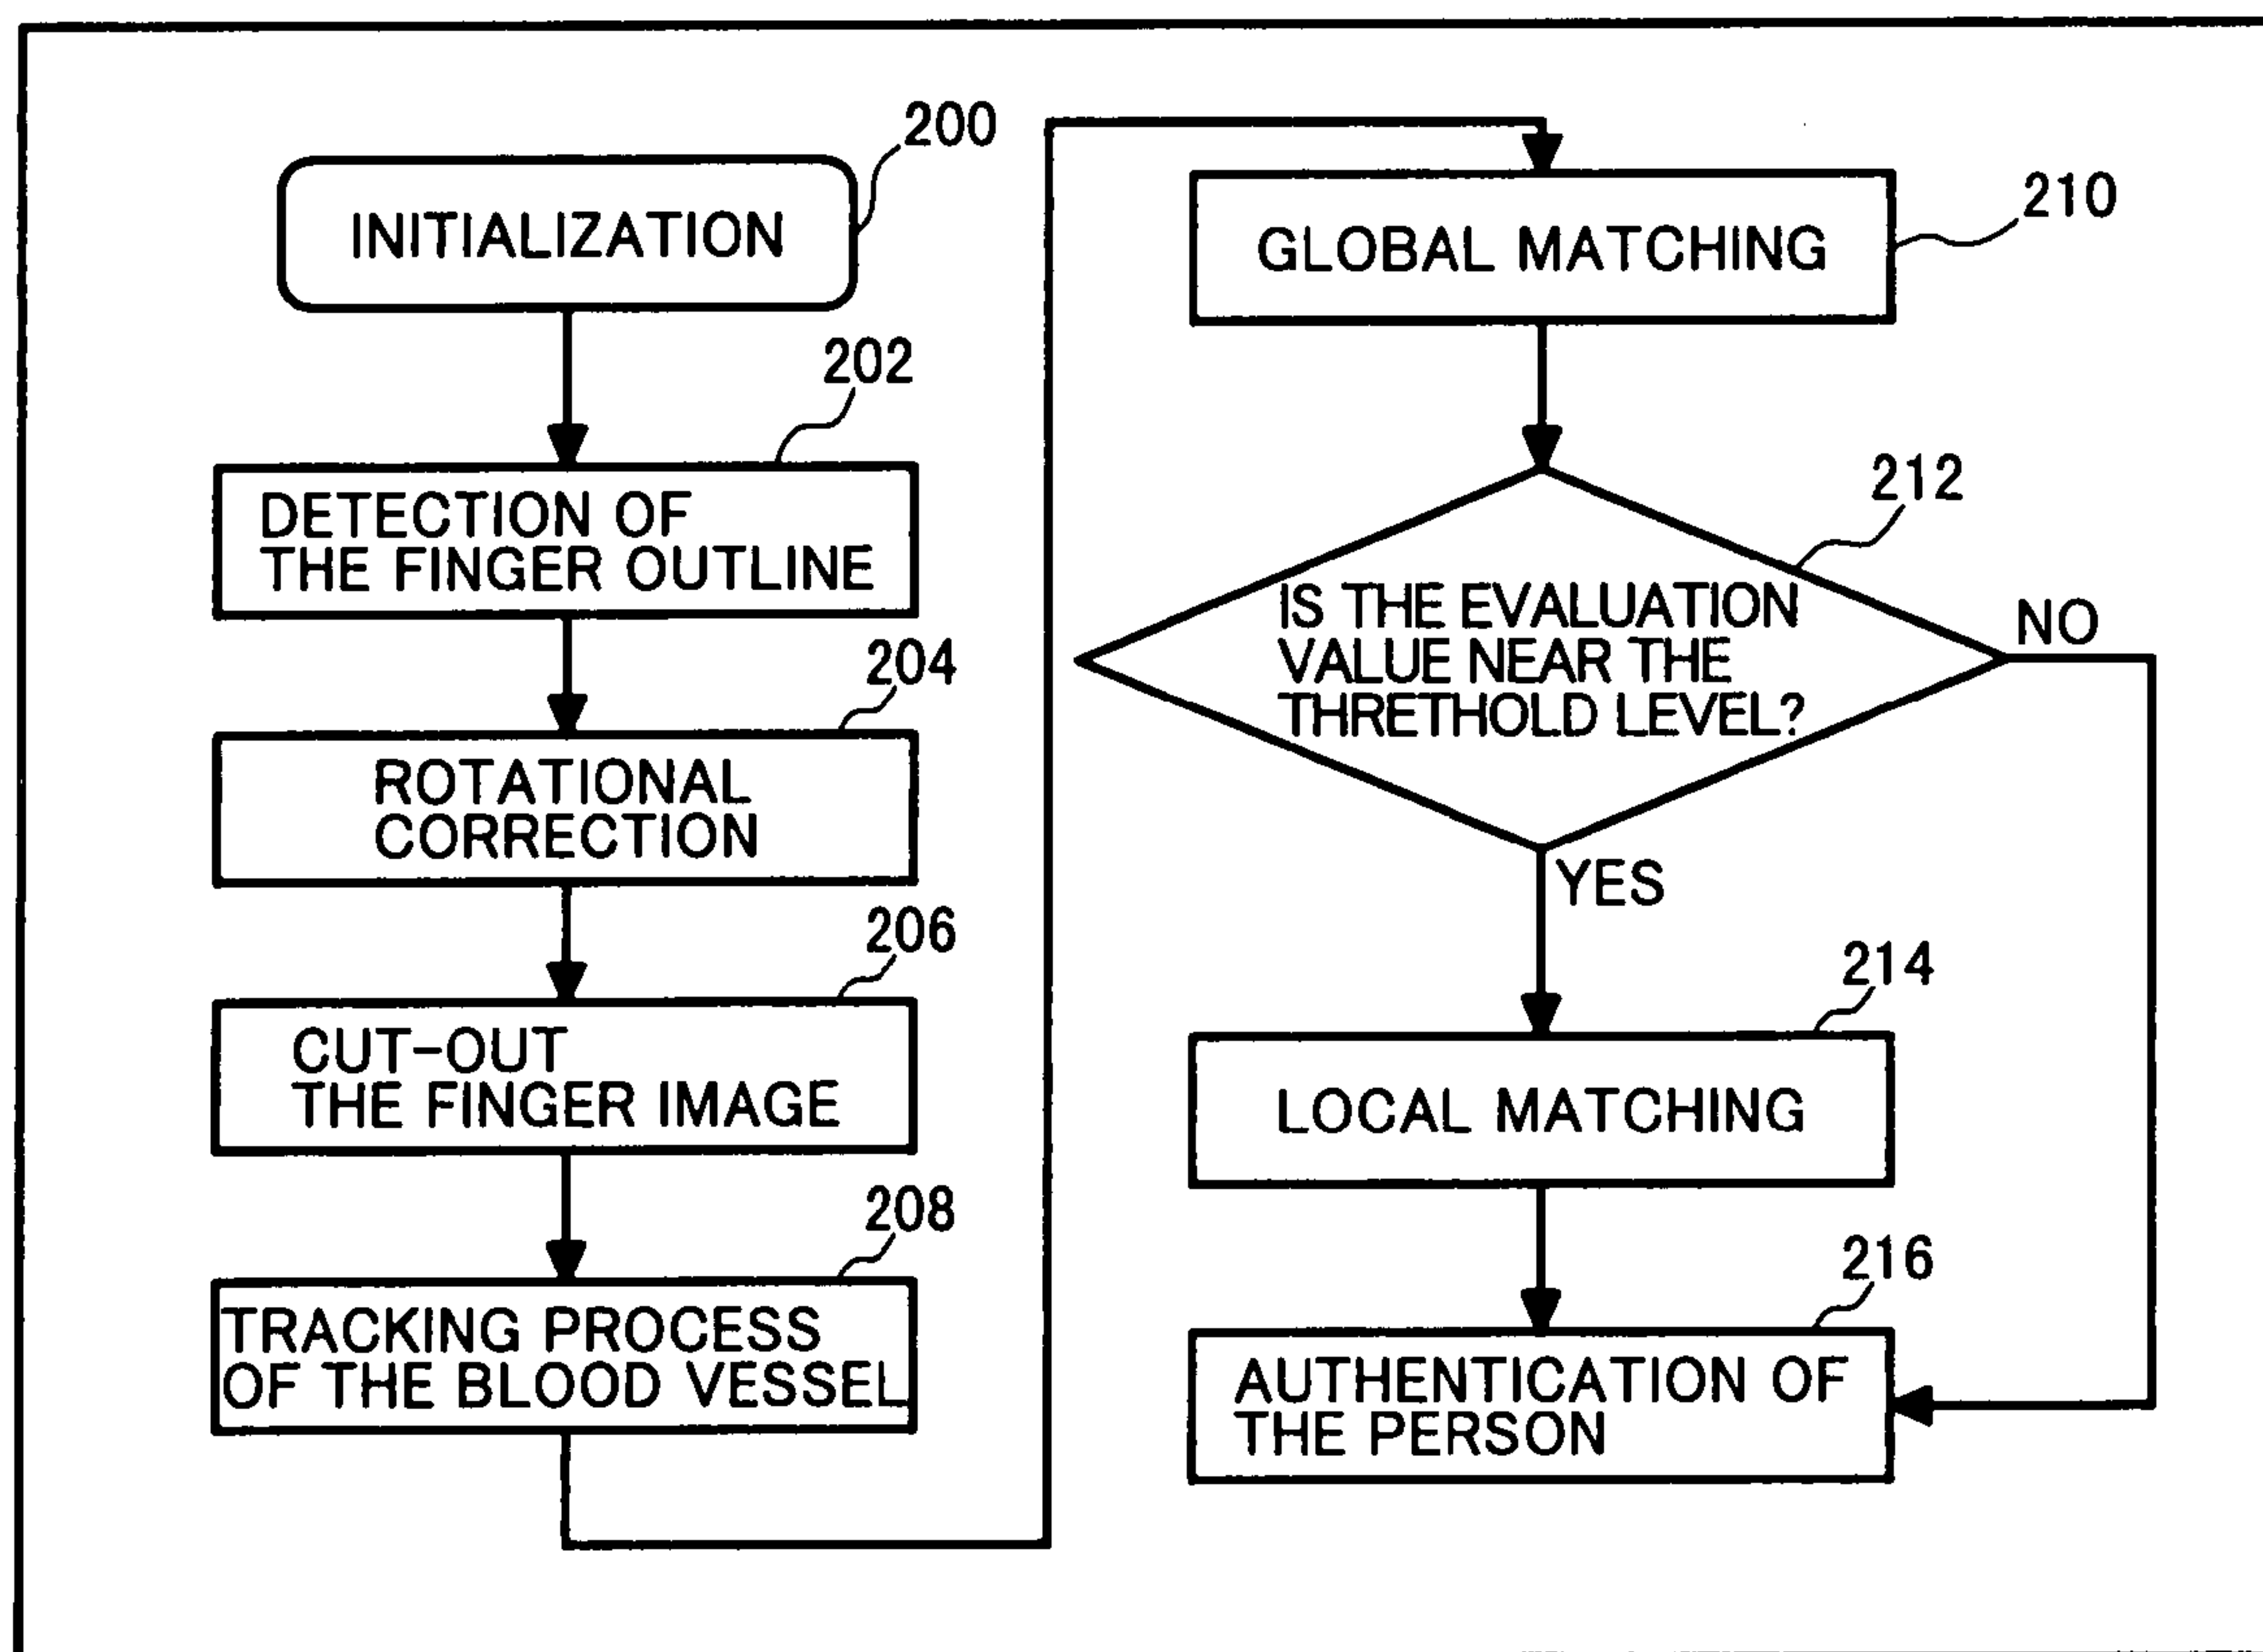 200
INITIALIZATION
202
DETECTION OF
THE FINGER OUTLINE
204
ROTATIONAL
CORRECTION
206
CUT-OUT
THE FINGER IMAGE
208
TRACKING PROCESS
OF THE BLOOD VESSEL
210
GLOBAL MATCHING
212
IS THE EVALUATION
VALUE NEAR THE
THRETHOLD LEVEL?
NO
YES
214
LOCAL MATCHING
216
AUTHENTICATION OF
THE PERSON